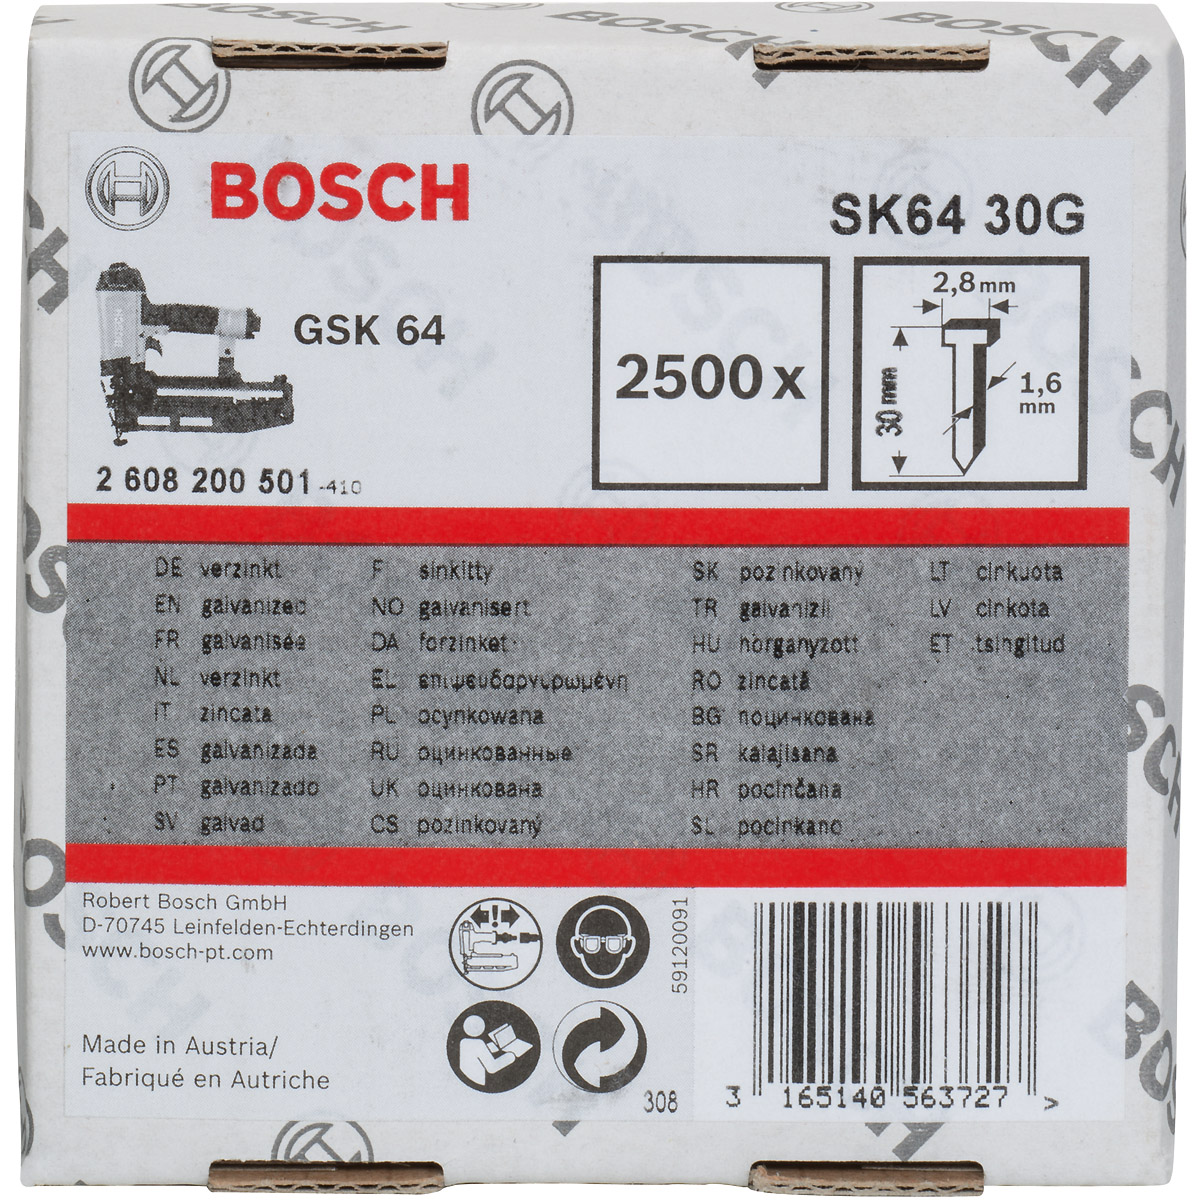 BOSCH
BOSCH
BOSCH
SK64 30G
GSK 64
2500 x
2,8 mm
30 mm
1,6
mm
2 608 200 501 -410
DE verzinkt
EN galvanized
FR galvanisée
NL verzinkt
IT zincata
ES galvanizada
PT galvanizado
SV galvad
FI sinkitty
NO galvanisert
DA forzinket
EL επιψευδαργυρωμένη
PL ocynkowana
RU оцинкованные
UK оцинкована
CS pozinkovaný
SK pozinkovaný
TR galvanizli
HU horganyzott
RO zincată
BG поцинкована
SR kalajisana
HR pocinčana
SL pocinkano
LT cinkuota
LV cinkota
ET tsingitud
Robert Bosch GmbH
D-70745 Leinfelden-Echterdingen
www.bosch-pt.com
Made in Austria/
Fabriqué en Autriche
59120091
308
3 165140 563727 >